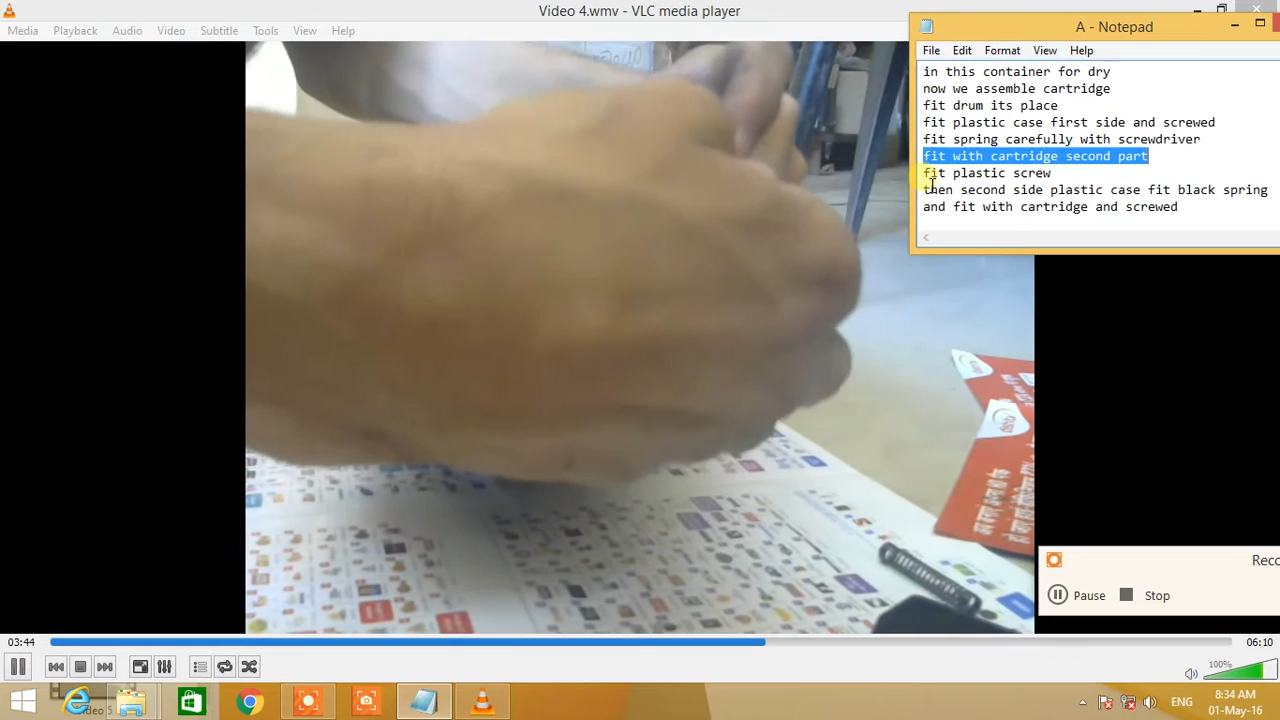 Video 4.wmv - VLC media player
Media Playback Audio Video Subtitle Tools View Help
A - Notepad
File Edit Format View Help
in this container for dry
now we assemble cartridge
fit drum its place
fit plastic case first side and screwed
fit spring carefully with screwdriver
fit with cartridge second part
fit plastic screw
then second side plastic case fit black spring
and fit with cartridge and screwed
Reco
Pause Stop
03:44
06:10
100%
Video 5
ENG
8:34 AM
01-May-16